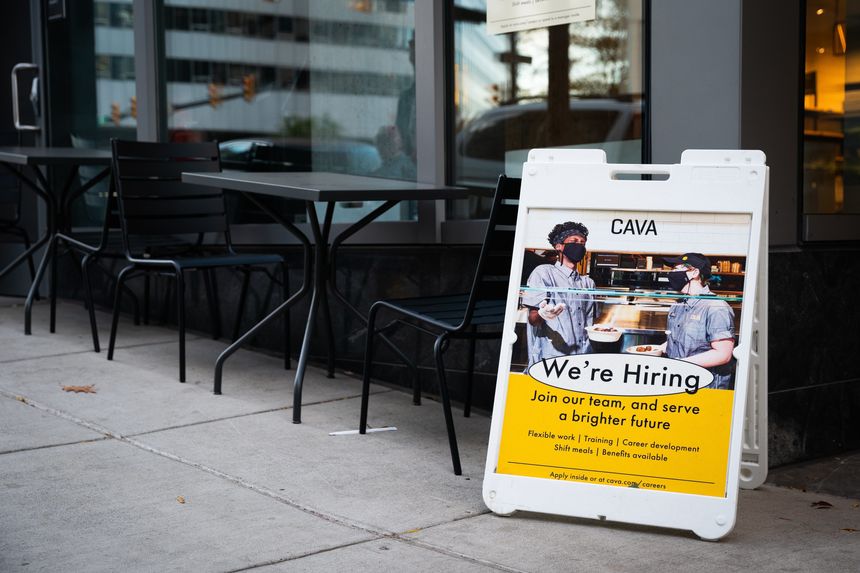 CAVA
We're Hiring
Join our team, and serve
a brighter future
Flexible work | Training | Career development
Shift meals | Benefits available
Apply inside or at cava.com/careers